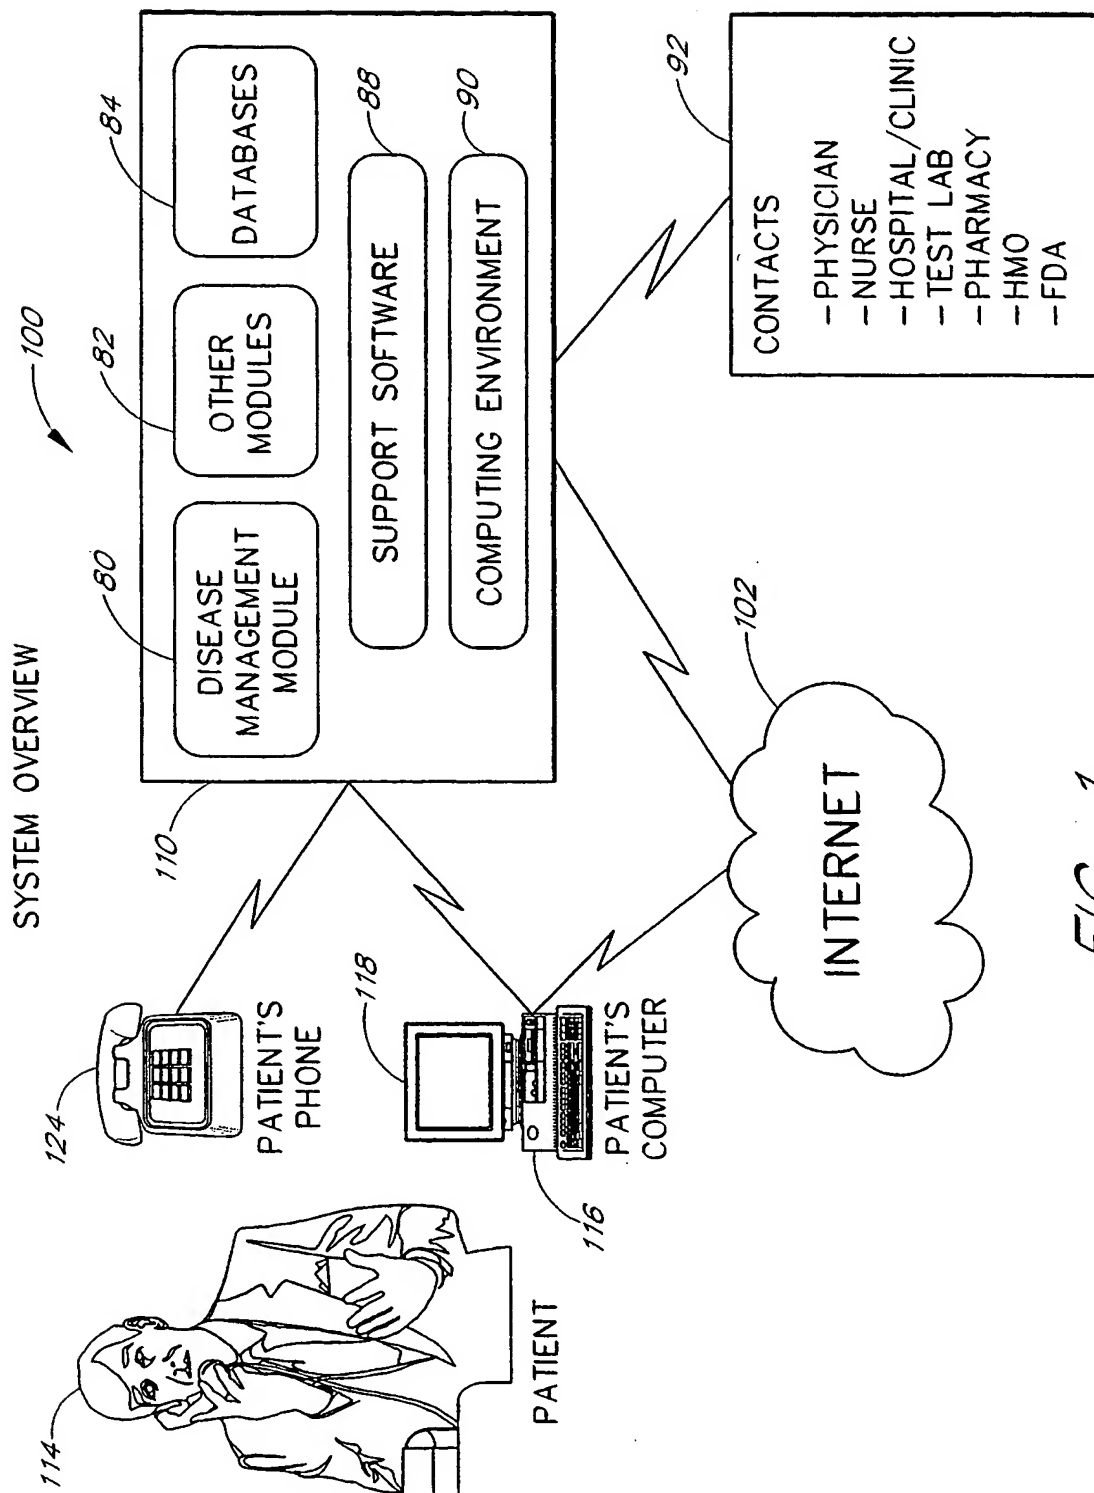 SYSTEM OVERVIEW
100
110
80
DISEASE
MANAGEMENT
MODULE
82
OTHER
MODULES
84
DATABASES
SUPPORT SOFTWARE
88
COMPUTING ENVIRONMENT
90
114
PATIENT
124
PATIENT'S
PHONE
118
116
PATIENT'S
COMPUTER
102
INTERNET
92
CONTACTS
-PHYSICIAN
-NURSE
-HOSPITAL/CLINIC
-TEST LAB
-PHARMACY
-HMO
-FDA
FIG. 1